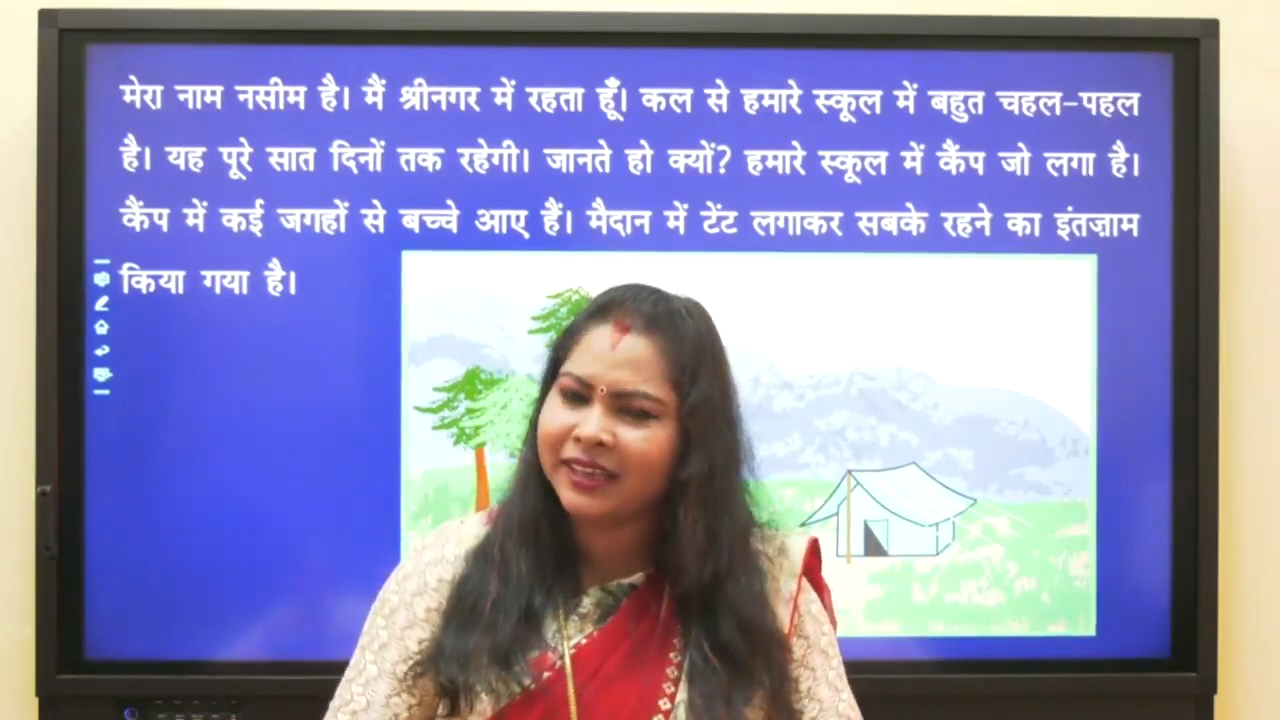 मेरा नाम नसीम है। मैं श्रीनगर में रहता हूँ। कल से हमारे स्कूल में बहुत चहल-पहल
है। यह पूरे सात दिनों तक रहेगी। जानते हो क्यों? हमारे स्कूल में कैंप जो लगा है।
कैंप में कई जगहों से बच्चे आए हैं। मैदान में टेंट लगाकर सबके रहने का इंतज़ाम
किया गया है।